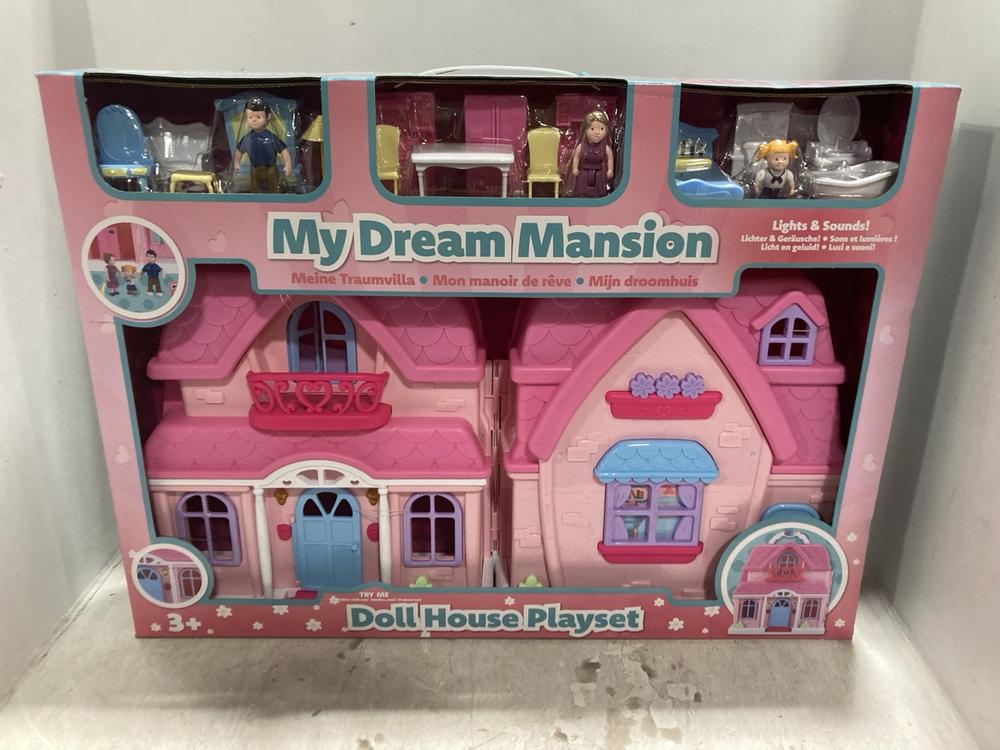 My Dream Mansion
Meine Traumvilla • Mon manoir de rêve • Mijn droomhuis
Lights & Sounds!
Lichter & Geräusche! • Sons et lumières !
Licht en geluid! • Luci e suoni!
TRY ME
Doll House Playset
3+